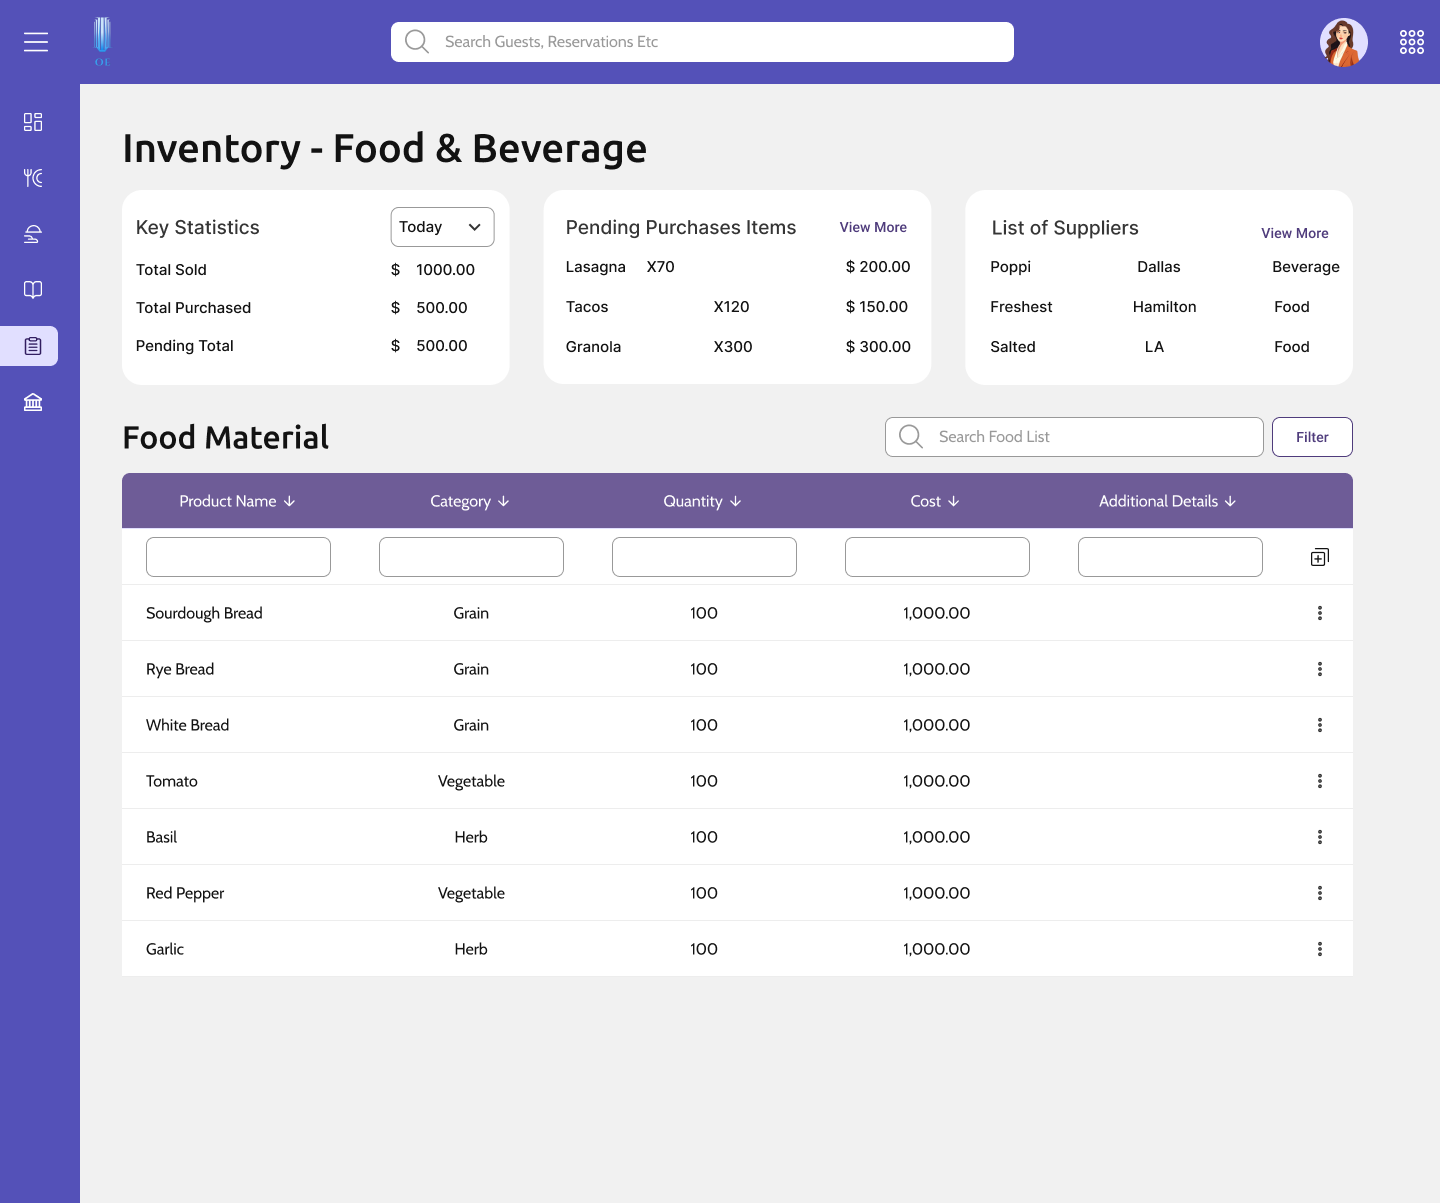 OE
Search Guests, Reservations Etc
Inventory - Food & Beverage
Key Statistics
Today
Total Sold $ 1000.00
Total Purchased $ 500.00
Pending Total $ 500.00
Pending Purchases Items View More
Lasagna X70 $ 200.00
Tacos X120 $ 150.00
Granola X300 $ 300.00
List of Suppliers View More
Poppi Dallas Beverage
Freshest Hamilton Food
Salted LA Food
Food Material
Search Food List
Filter
Product Name Category Quantity Cost Additional Details
Sourdough Bread Grain 100 1,000.00
Rye Bread Grain 100 1,000.00
White Bread Grain 100 1,000.00
Tomato Vegetable 100 1,000.00
Basil Herb 100 1,000.00
Red Pepper Vegetable 100 1,000.00
Garlic Herb 100 1,000.00